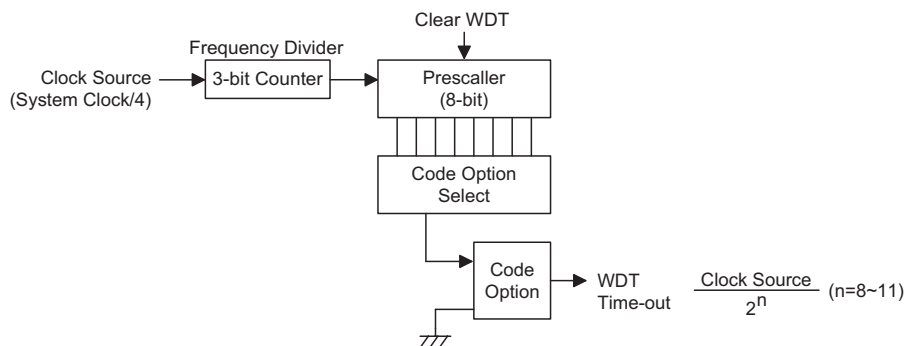 Clear WDT
Frequency Divider
Clock Source
(System Clock/4)
3-bit Counter
Prescaller
(8-bit)
Code Option
Select
Code
Option
WDT
Time-out
Clock Source
2^n
(n=8~11)